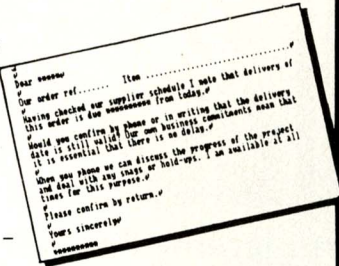 Dear *****↵
Our order ref....... Item ..............................↵
Having checked our supplier schedule I note that delivery of
this order is due ********** from today.↵
Would you confirm by phone or in writing that the delivery
date is still valid. Our own business commitments mean that
it is essential that there is no delay.↵
When you phone we can discuss the progress of the project
and deal with any snags or hold-ups. I am available at all
times for this purpose.↵
Please confirm by return.↵
Yours sincerely↵
**********